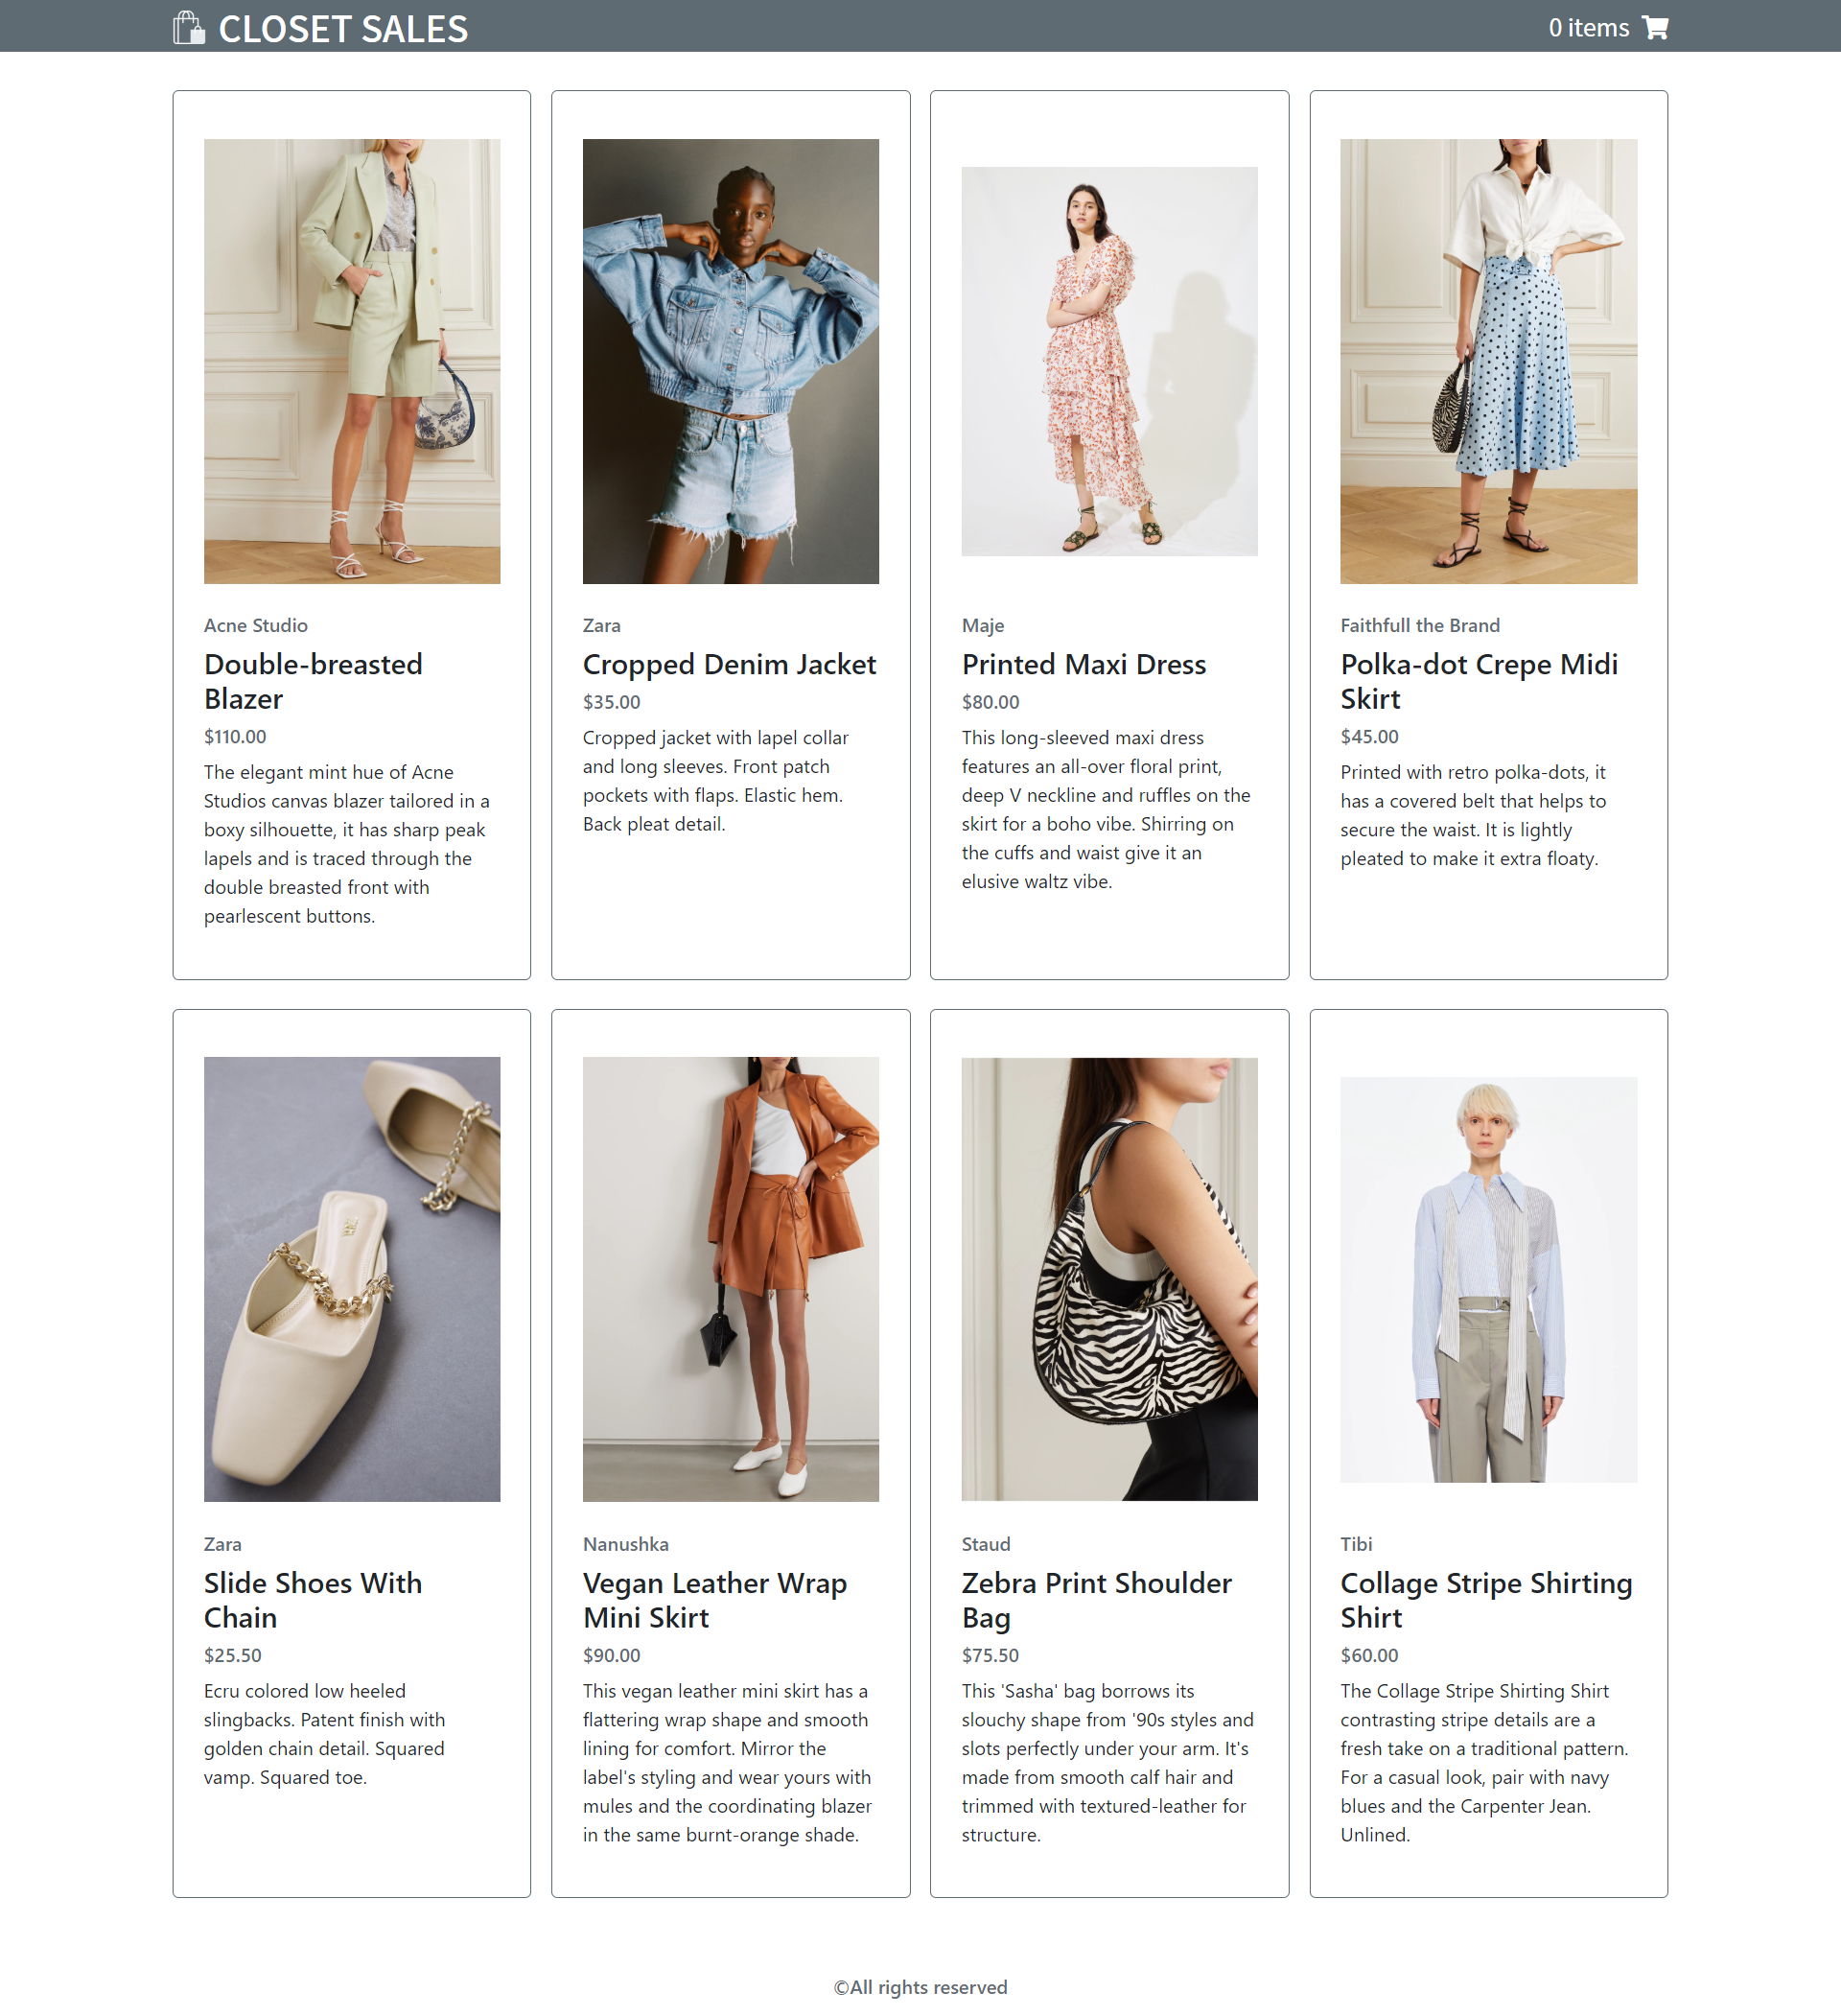 CLOSET SALES
0 items
Acne Studio
Double-breasted
Blazer
$110.00
The elegant mint hue of Acne
Studios canvas blazer tailored in a
boxy silhouette, it has sharp peak
lapels and is traced through the
double breasted front with
pearlescent buttons.
Zara
Cropped Denim Jacket
$35.00
Cropped jacket with lapel collar
and long sleeves. Front patch
pockets with flaps. Elastic hem.
Back pleat detail.
Maje
Printed Maxi Dress
$80.00
This long-sleeved maxi dress
features an all-over floral print,
deep V neckline and ruffles on the
skirt for a boho vibe. Shirring on
the cuffs and waist give it an
elusive waltz vibe.
Faithfull the Brand
Polka-dot Crepe Midi
Skirt
$45.00
Printed with retro polka-dots, it
has a covered belt that helps to
secure the waist. It is lightly
pleated to make it extra floaty.
Zara
Slide Shoes With
Chain
$25.50
Ecru colored low heeled
slingbacks. Patent finish with
golden chain detail. Squared
vamp. Squared toe.
Nanushka
Vegan Leather Wrap
Mini Skirt
$90.00
This vegan leather mini skirt has a
flattering wrap shape and smooth
lining for comfort. Mirror the
label's styling and wear yours with
mules and the coordinating blazer
in the same burnt-orange shade.
Staud
Zebra Print Shoulder
Bag
$75.50
This 'Sasha' bag borrows its
slouchy shape from '90s styles and
slots perfectly under your arm. It's
made from smooth calf hair and
trimmed with textured-leather for
structure.
Tibi
Collage Stripe Shirting
Shirt
$60.00
The Collage Stripe Shirting Shirt
contrasting stripe details are a
fresh take on a traditional pattern.
For a casual look, pair with navy
blues and the Carpenter Jean.
Unlined.
©All rights reserved